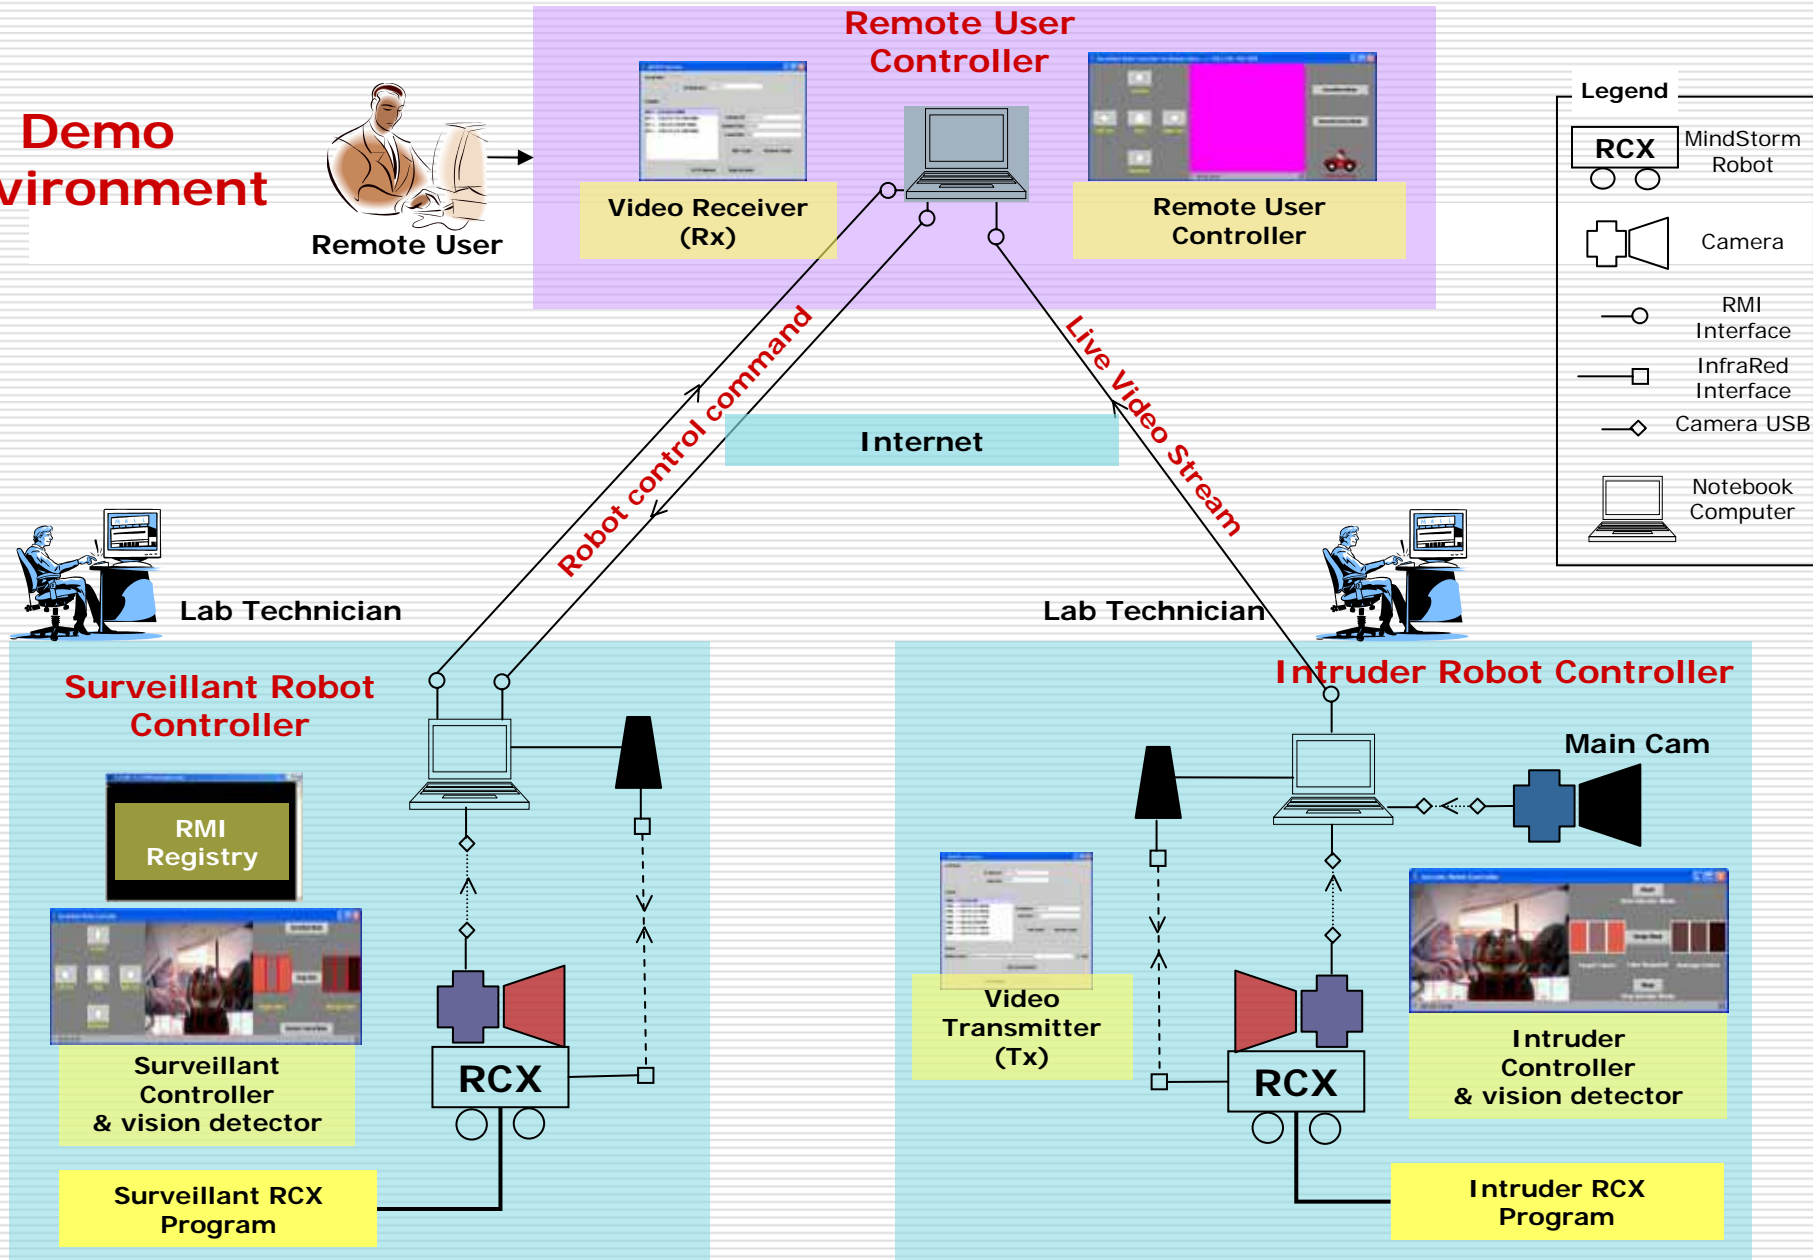 Demo
vironment
Remote User
Remote User
Controller
Video Receiver
(Rx)
Remote User
Controller
Legend
RCX
MindStorm
Robot
Camera
RMI
Interface
InfraRed
Interface
Camera USB
Notebook
Computer
Robot control command
Internet
Live Video Stream
Lab Technician
Lab Technician
Surveillant Robot
Controller
RMI
Registry
Surveillant
Controller
& vision detector
RCX
Surveillant RCX
Program
Intruder Robot Controller
Main Cam
Video
Transmitter
(Tx)
RCX
Intruder
Controller
& vision detector
Intruder RCX
Program